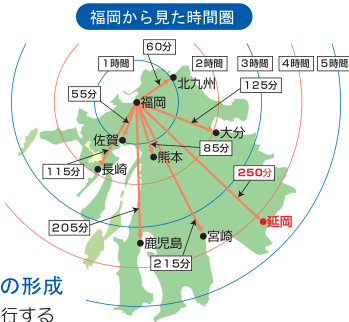 福岡から見た時間圏
60分
1時間
2時間
3時間
4時間
5時間
北九州
125分
55分
福岡
大分
佐賀
85分
熊本
115分
長崎
250分
205分
延岡
宮崎
鹿児島
215分
の形成
行する